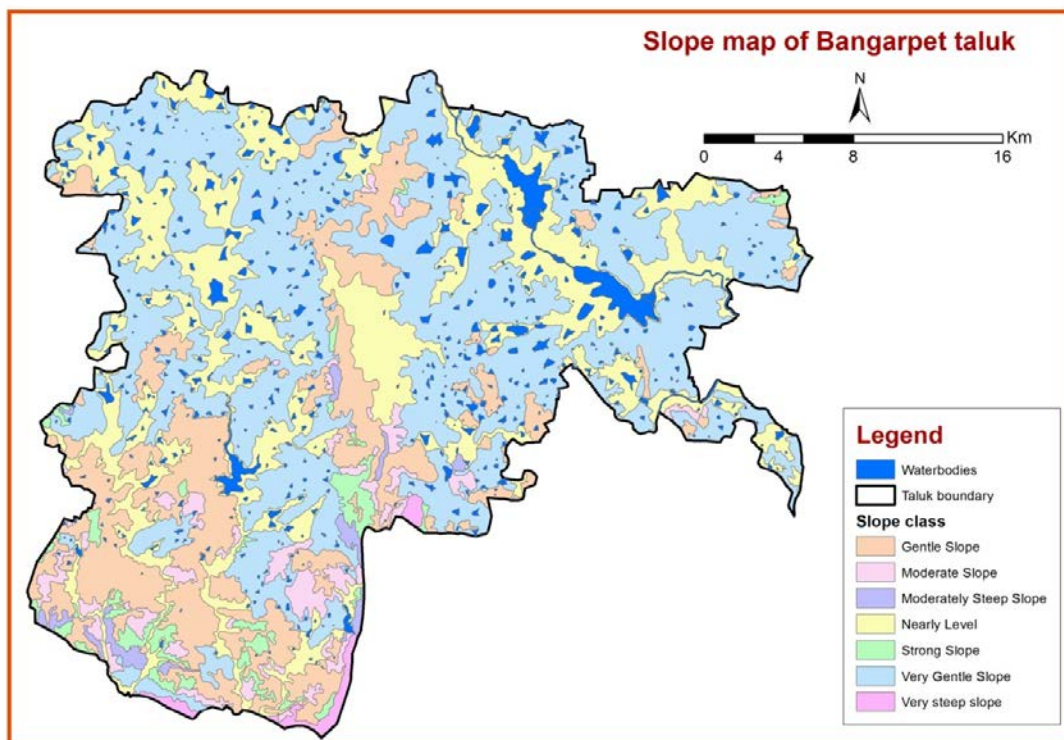 Slope map of Bangarpet taluk
N
Km
0 4 8 16
Legend
Waterbodies
Taluk boundary
Slope class
Gentle Slope
Moderate Slope
Moderately Steep Slope
Nearly Level
Strong Slope
Very Gentle Slope
Very steep slope